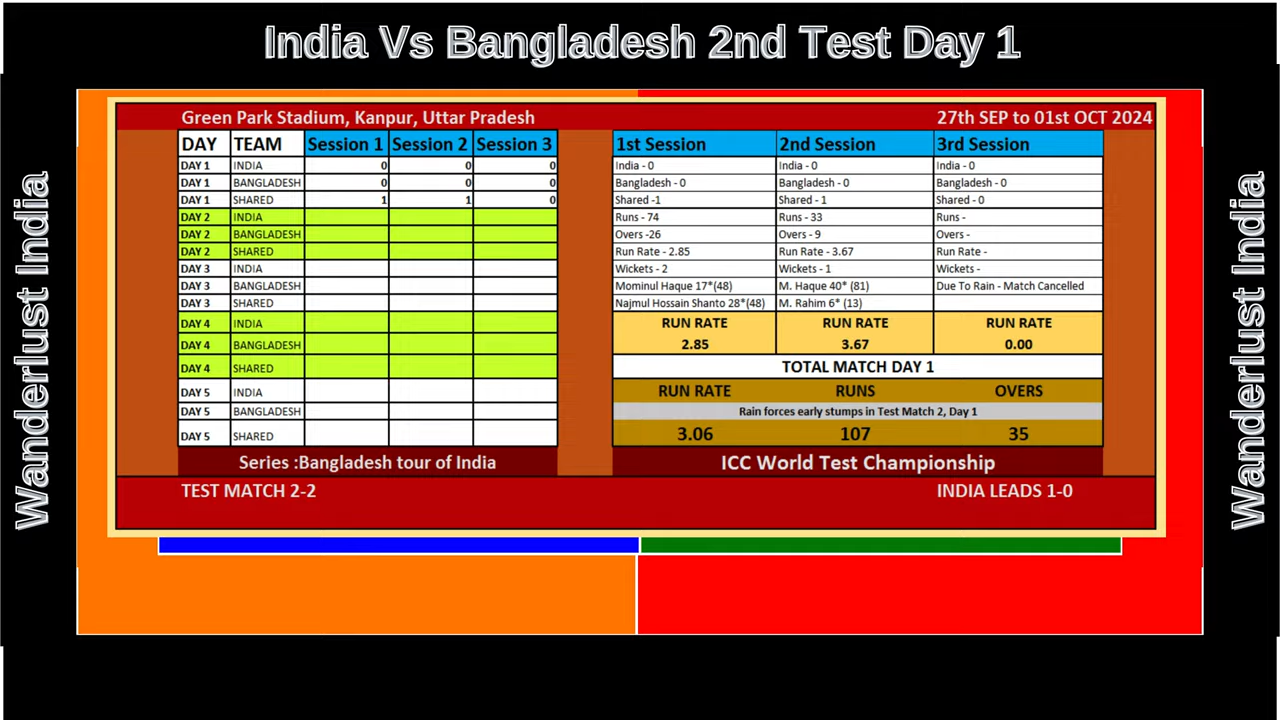 India Vs Bangladesh 2nd Test Day 1
Wanderlust India
Green Park Stadium, Kanpur, Uttar Pradesh 27th SEP to 01st OCT 2024
DAY TEAM Session 1 Session 2 Session 3
DAY 1 INDIA 0 0 0
DAY 1 BANGLADESH 0 0 0
DAY 1 SHARED 1 1 0
DAY 2 INDIA
DAY 2 BANGLADESH
DAY 2 SHARED
DAY 3 INDIA
DAY 3 BANGLADESH
DAY 3 SHARED
DAY 4 INDIA
DAY 4 BANGLADESH
DAY 4 SHARED
DAY 5 INDIA
DAY 5 BANGLADESH
DAY 5 SHARED
Series :Bangladesh tour of India
1st Session 2nd Session 3rd Session
India - 0 India - 0 India - 0
Bangladesh - 0 Bangladesh - 0 Bangladesh - 0
Shared -1 Shared - 1 Shared - 0
Runs - 74 Runs - 33 Runs -
Overs -26 Overs - 9 Overs -
Run Rate - 2.85 Run Rate - 3.67 Run Rate -
Wickets - 2 Wickets - 1 Wickets -
Mominul Haque 17*(48) M. Haque 40* (81) Due To Rain - Match Cancelled
Najmul Hossain Shanto 28*(48) M. Rahim 6* (13)
RUN RATE RUN RATE RUN RATE
2.85 3.67 0.00
TOTAL MATCH DAY 1
RUN RATE RUNS OVERS
Rain forces early stumps in Test Match 2, Day 1
3.06 107 35
ICC World Test Championship
TEST MATCH 2-2 INDIA LEADS 1-0
Wanderlust India